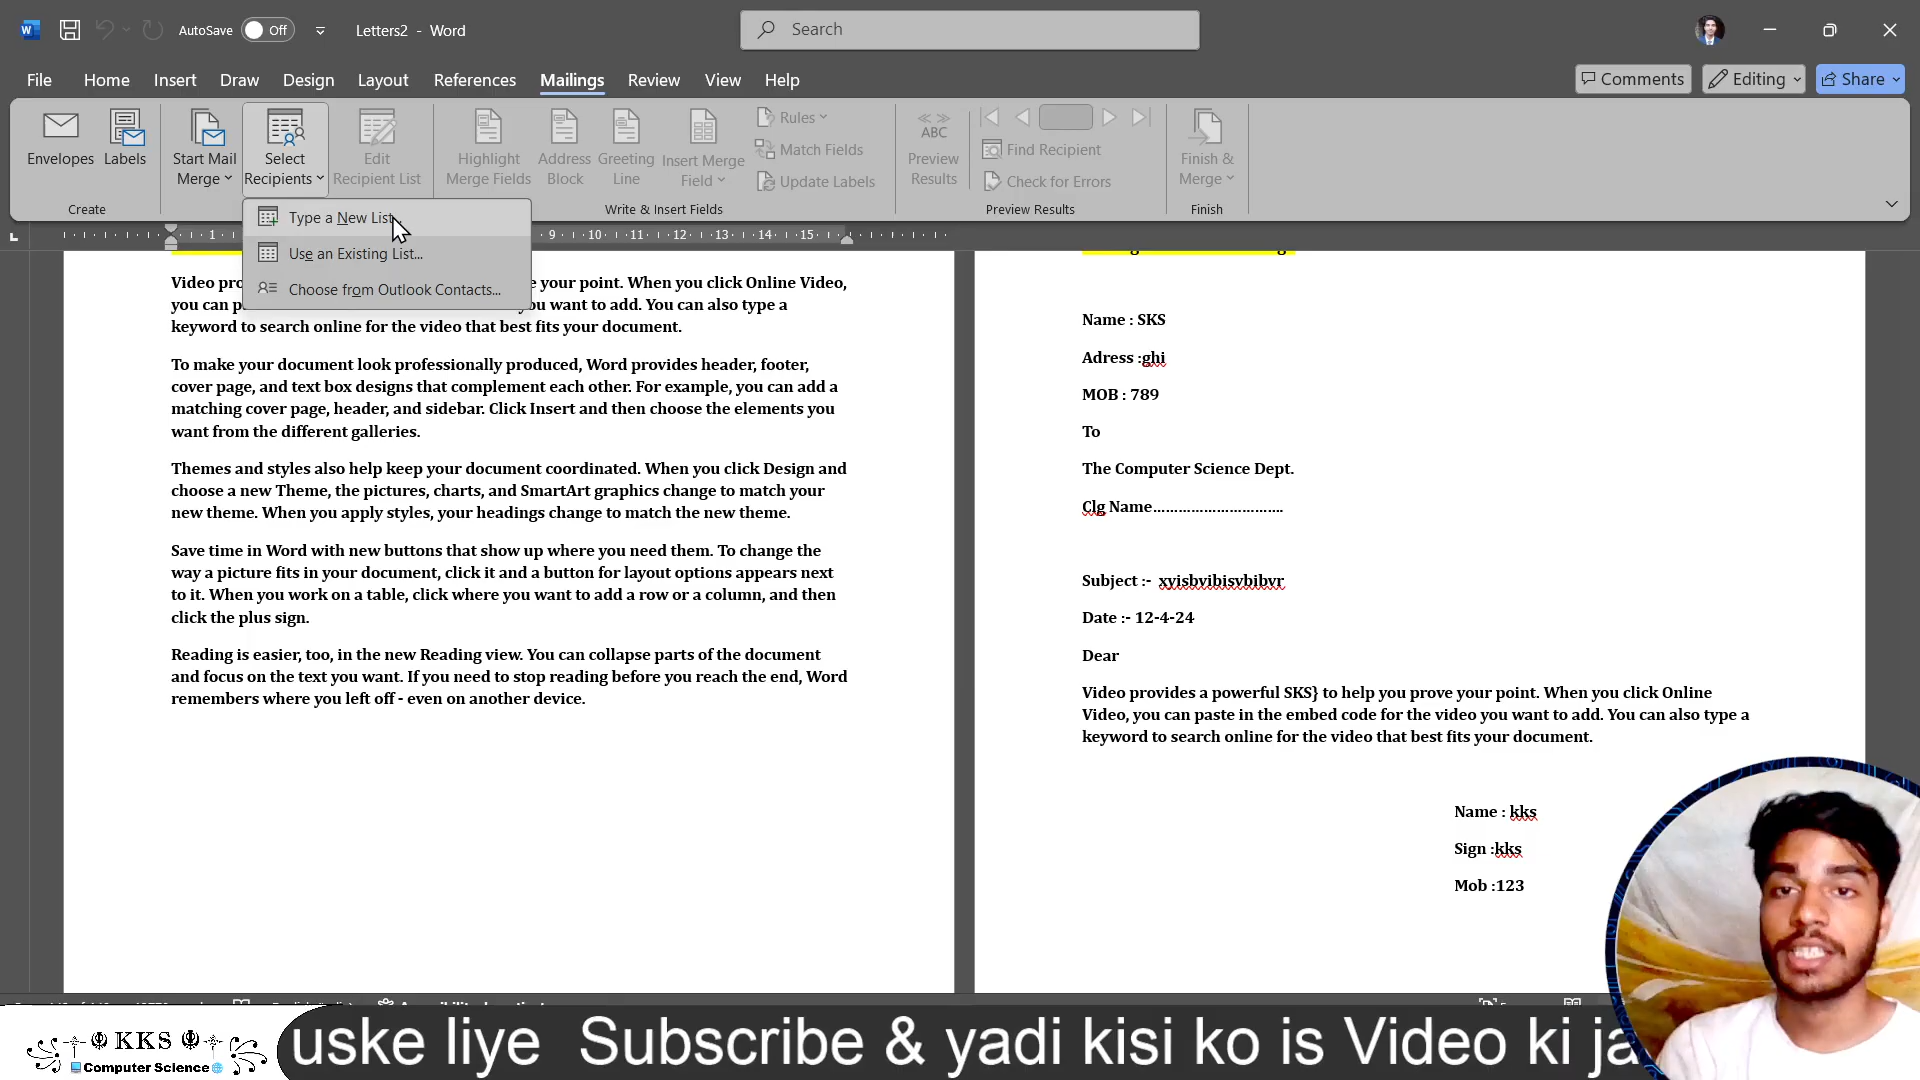 AutoSave Off Letters2 - Word Search
File Home Insert Draw Design Layout References Mailings Review View Help Comments Editing Share
Envelopes
Labels
Start Mail
Merge
Select
Recipients
Edit
Recipient List
Highlight
Merge Fields
Address
Block
Greeting
Line
Insert Merge
Field
Rules
Match Fields
Update Labels
ABC
Preview
Results
Find Recipient
Check for Errors
Finish &
Merge
Create
Write & Insert Fields
Preview Results
Finish
Type a New List...
Use an Existing List...
Choose from Outlook Contacts...
1 9 10 11 12 13 14 15
Video pro e your point. When you click Online Video,
you can p you want to add. You can also type a
keyword to search online for the video that best fits your document.
To make your document look professionally produced, Word provides header, footer,
cover page, and text box designs that complement each other. For example, you can add a
matching cover page, header, and sidebar. Click Insert and then choose the elements you
want from the different galleries.
Themes and styles also help keep your document coordinated. When you click Design and
choose a new Theme, the pictures, charts, and SmartArt graphics change to match your
new theme. When you apply styles, your headings change to match the new theme.
Save time in Word with new buttons that show up where you need them. To change the
way a picture fits in your document, click it and a button for layout options appears next
to it. When you work on a table, click where you want to add a row or a column, and then
click the plus sign.
Reading is easier, too, in the new Reading view. You can collapse parts of the document
and focus on the text you want. If you need to stop reading before you reach the end, Word
remembers where you left off - even on another device.
Name : SKS
Adress :ghi
MOB : 789
To
The Computer Science Dept.
Clg Name…………………………
Subject :- xyisbvibisvbibvr
Date :- 12-4-24
Dear
Video provides a powerful SKS} to help you prove your point. When you click Online
Video, you can paste in the embed code for the video you want to add. You can also type a
keyword to search online for the video that best fits your document.
Name : kks
Sign :kks
Mob :123
KKS
Computer Science
uske liye Subscribe & yadi kisi ko is Video ki ja